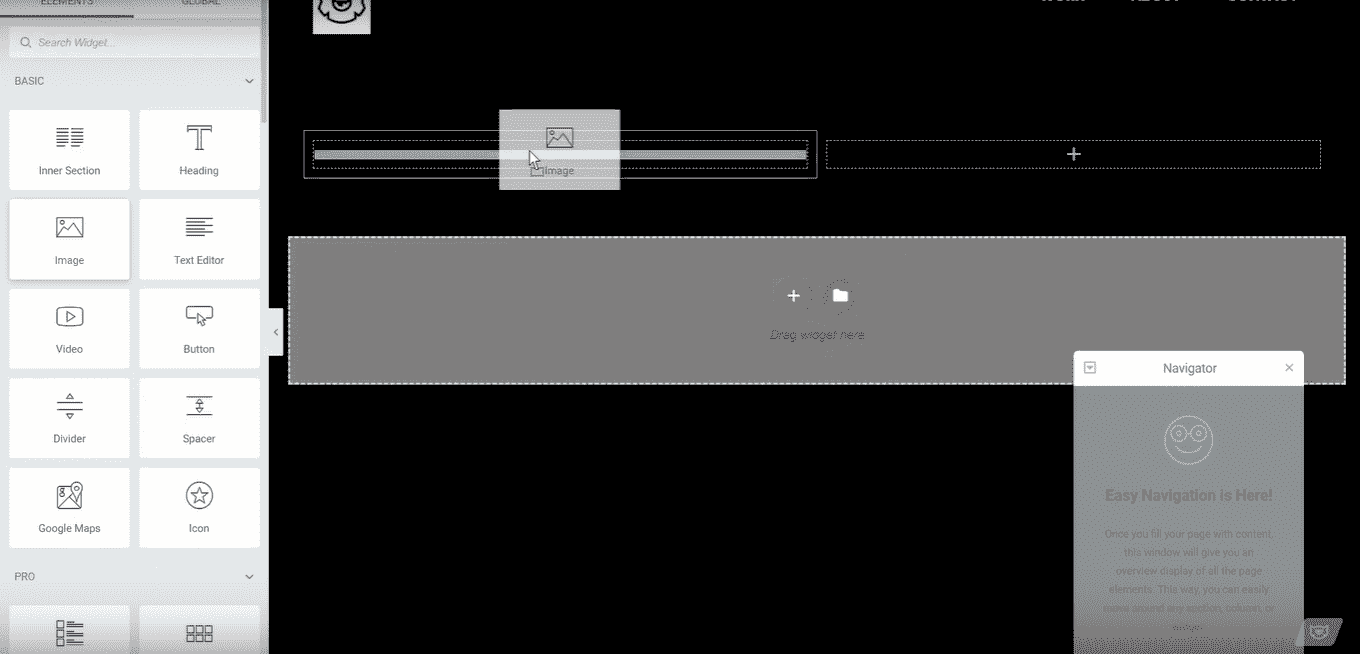 ELEMENTS
GLOBAL
WORK ABOUT CONTACT
Search Widget...
BASIC
Inner Section
Heading
Image
Image
Text Editor
Drag widget here
Video
Button
Navigator
Divider
Spacer
Easy Navigation is Here!
Google Maps
Icon
Once you fill your page with content,
this window will give you an
overview display of all the page
elements. This way, you can easily
move around any section, column, or
widget.
PRO